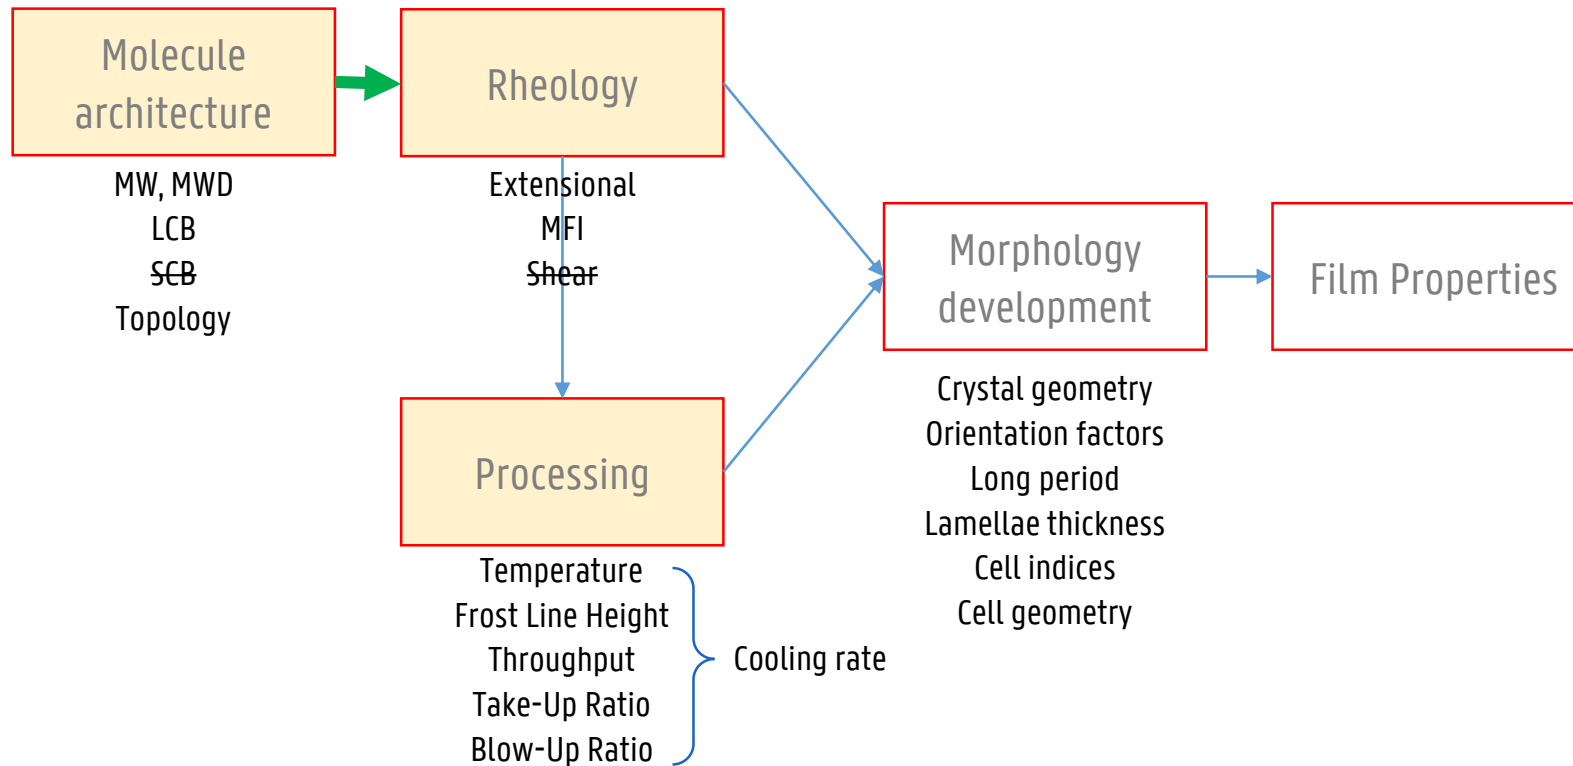 Molecule
architecture
MW, MWD
LCB
SCB
Topology
Rheology
Extensional
MFI
Shear
Processing
Temperature
Frost Line Height
Throughput
Take-Up Ratio
Blow-Up Ratio
Cooling rate
Morphology
development
Crystal geometry
Orientation factors
Long period
Lamellae thickness
Cell indices
Cell geometry
Film Properties